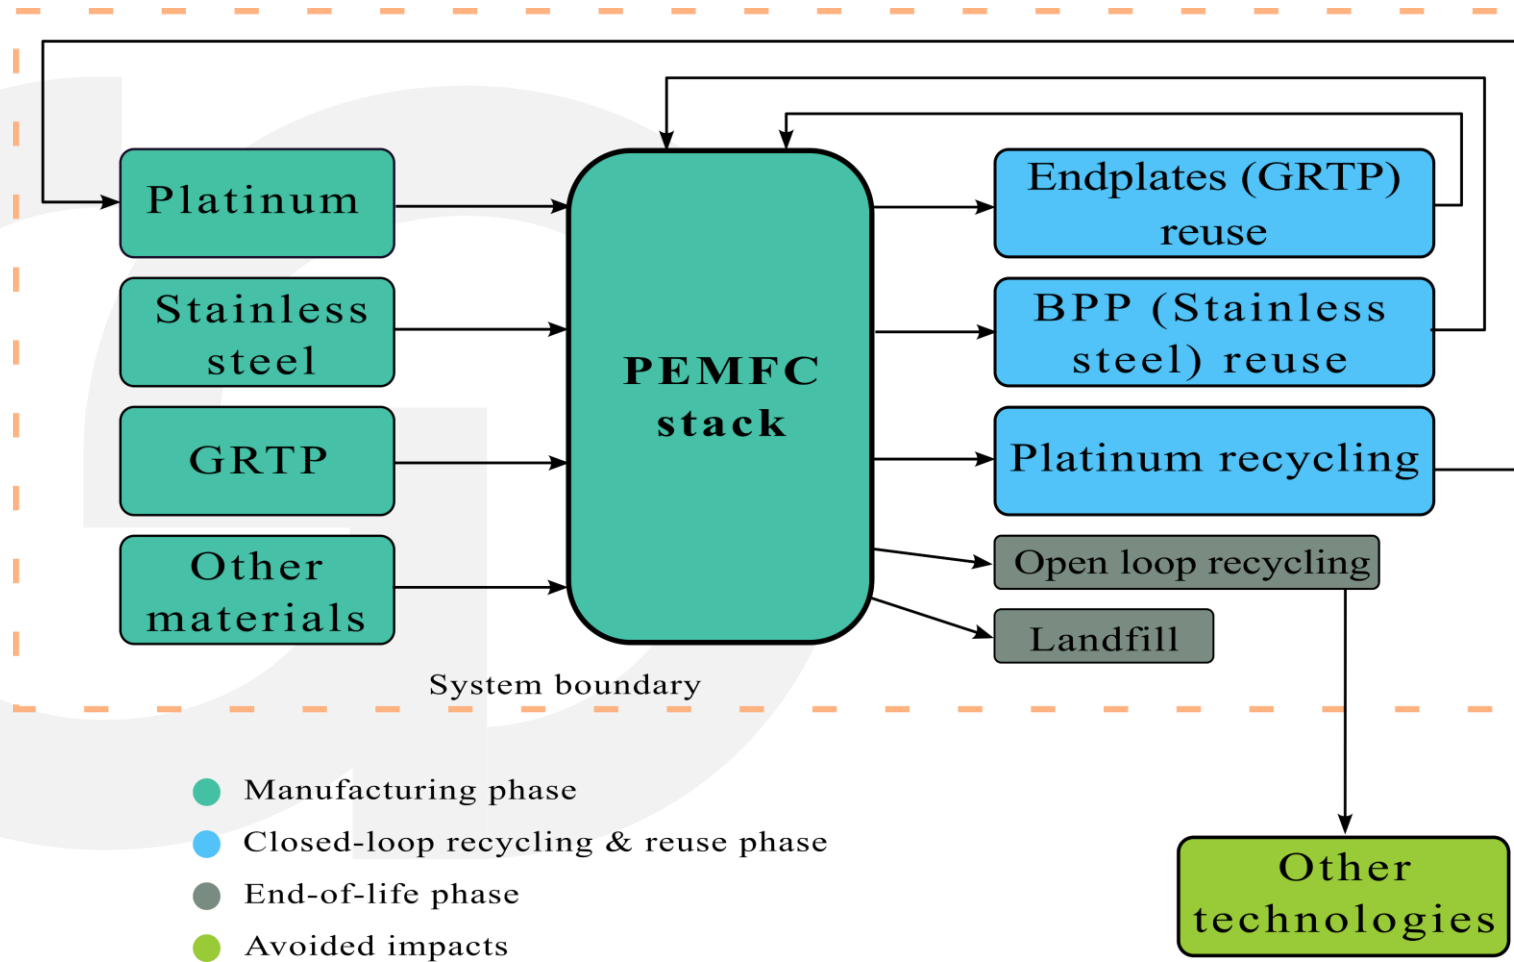 Platinum
Stainless
steel
GRTP
Other
materials
PEMFC
stack
Endplates (GRTP)
reuse
BPP (Stainless
steel) reuse
Platinum recycling
Open loop recycling
Landfill
System boundary
Manufacturing phase
Closed-loop recycling & reuse phase
End-of-life phase
Avoided impacts
Other
technologies